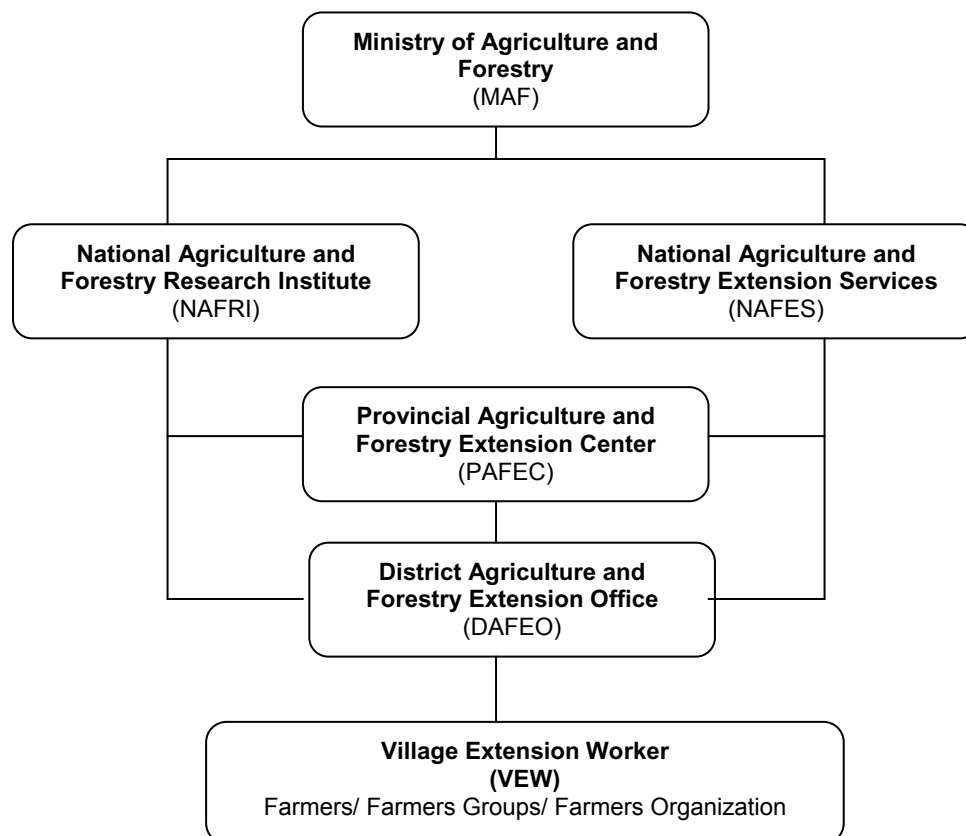 Ministry of Agriculture and
Forestry
(MAF)
National Agriculture and
Forestry Research Institute
(NAFRI)
National Agriculture and
Forestry Extension Services
(NAFES)
Provincial Agriculture and
Forestry Extension Center
(PAFEC)
District Agriculture and
Forestry Extension Office
(DAFEO)
Village Extension Worker
(VEW)
Farmers/ Farmers Groups/ Farmers Organization